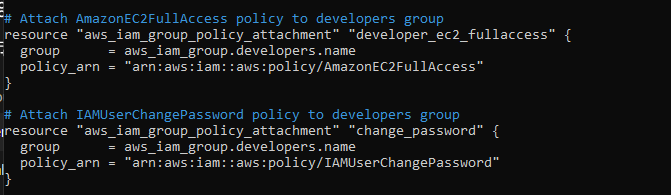 # Attach AmazonEC2FullAccess policy to developers group
resource "aws_iam_group_policy_attachment" "developer_ec2_fullaccess" {
  group      = aws_iam_group.developers.name
  policy_arn = "arn:aws:iam::aws:policy/AmazonEC2FullAccess"
}

# Attach IAMUserChangePassword policy to developers group
resource "aws_iam_group_policy_attachment" "change_password" {
  group      = aws_iam_group.developers.name
  policy_arn = "arn:aws:iam::aws:policy/IAMUserChangePassword"
}